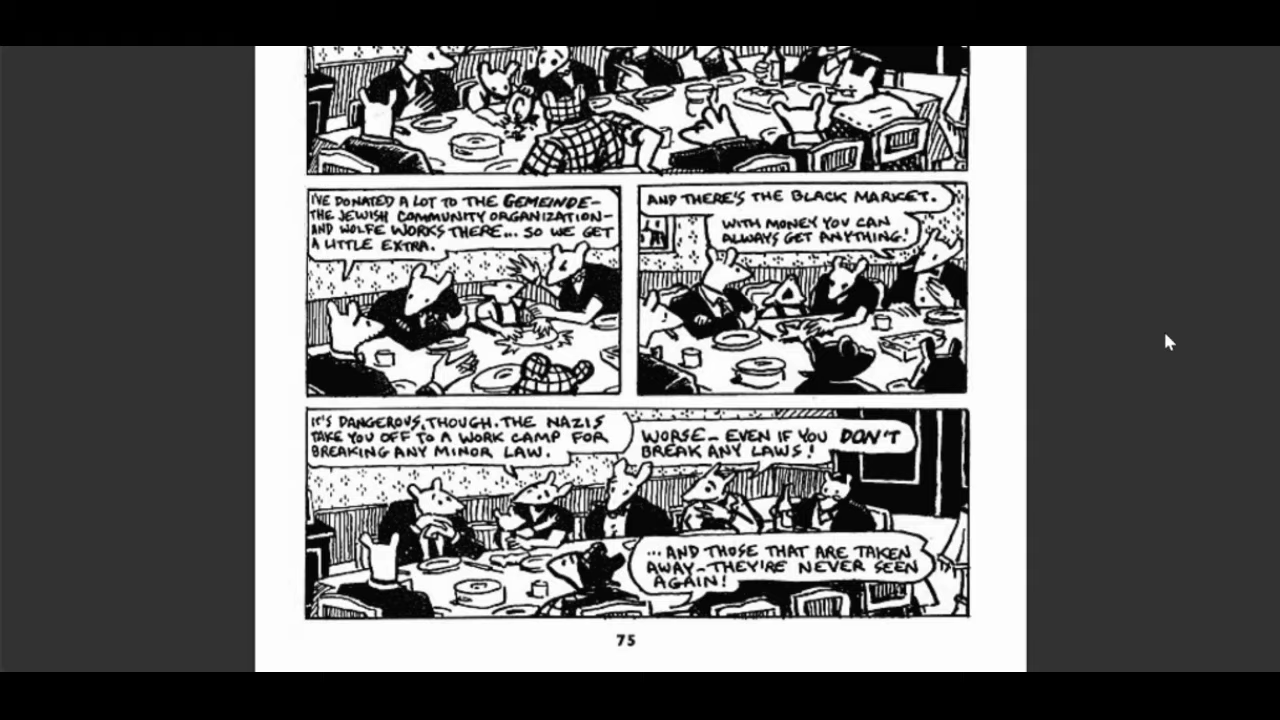 I'VE DONATED A LOT TO THE GEMEINDE–
THE JEWISH COMMUNITY ORGANIZATION–
AND WOLFE WORKS THERE... SO WE GET
A LITTLE EXTRA.
AND THERE'S THE BLACK MARKET.
WITH MONEY YOU CAN
ALWAYS GET ANYTHING!
IT'S DANGEROUS, THOUGH. THE NAZIS
TAKE YOU OFF TO A WORK CAMP FOR
BREAKING ANY MINOR LAW.
WORSE– EVEN IF YOU DON'T
BREAK ANY LAWS!
...AND THOSE THAT ARE TAKEN
AWAY–THEY'RE NEVER SEEN
AGAIN!
75